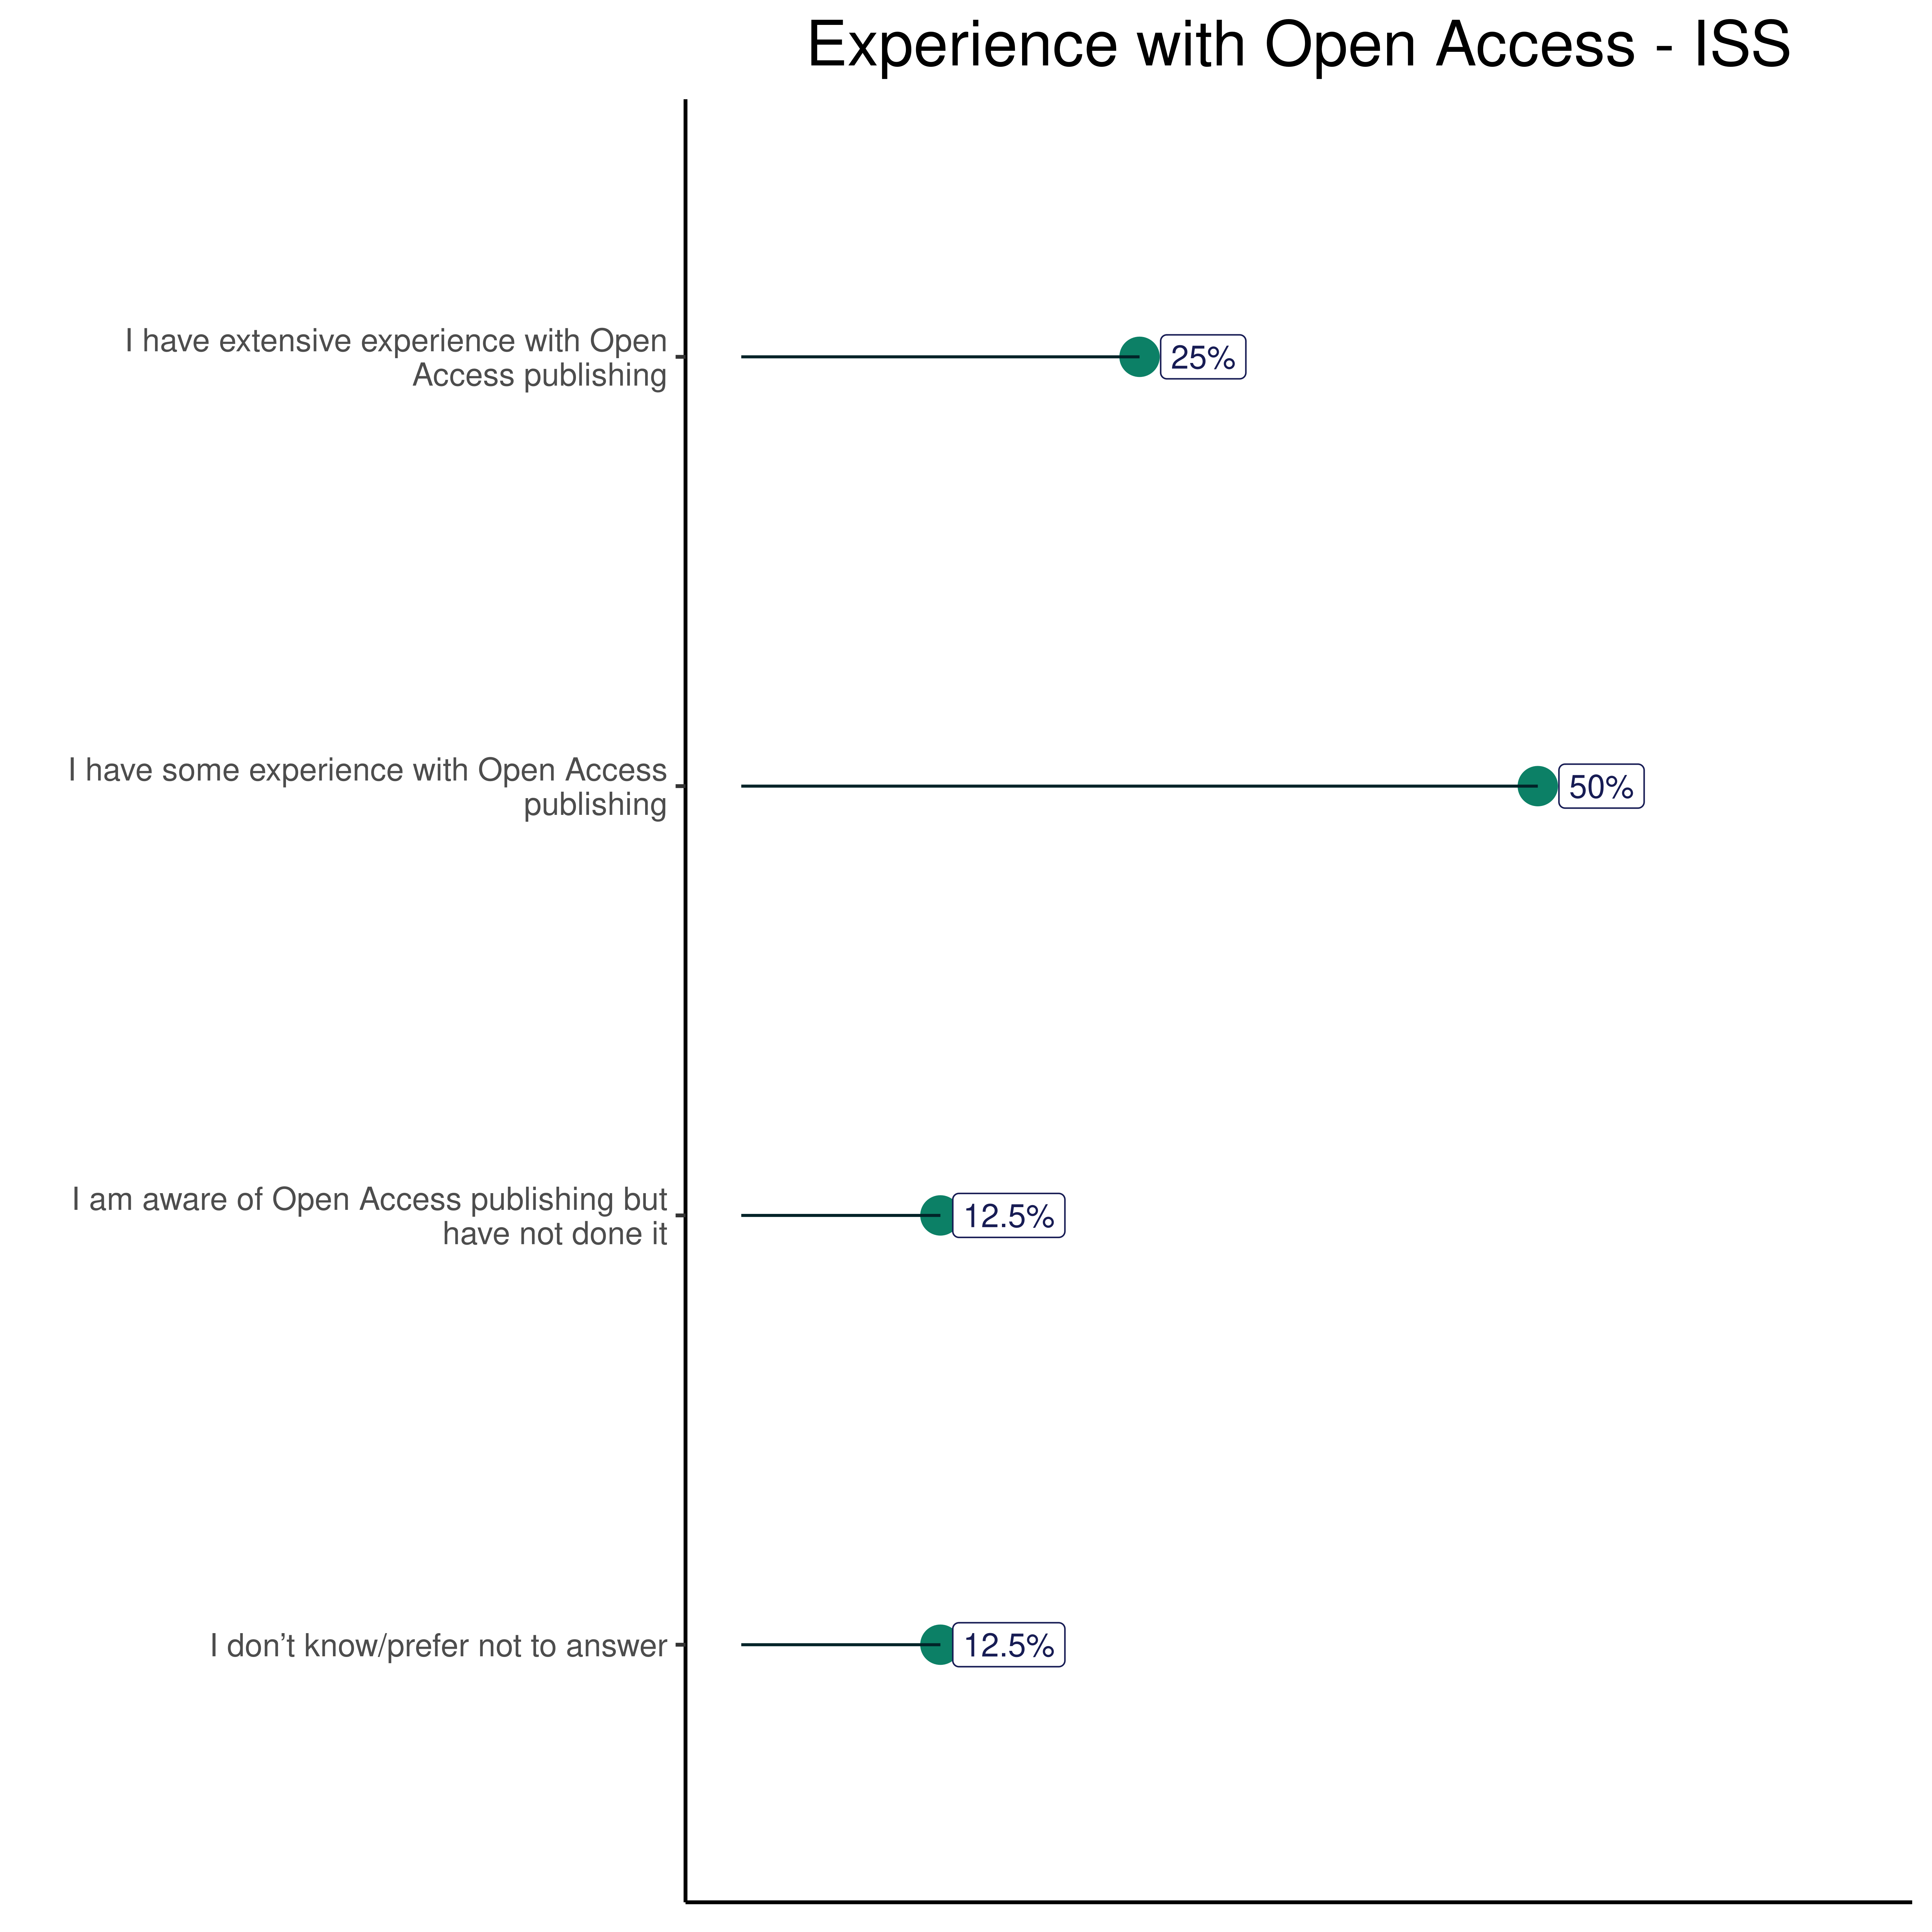 Experience with Open Access - ISS
I have extensive experience with Open
Access publishing
25%
I have some experience with Open Access
publishing
50%
I am aware of Open Access publishing but
have not done it
12.5%
I don’t know/prefer not to answer
12.5%